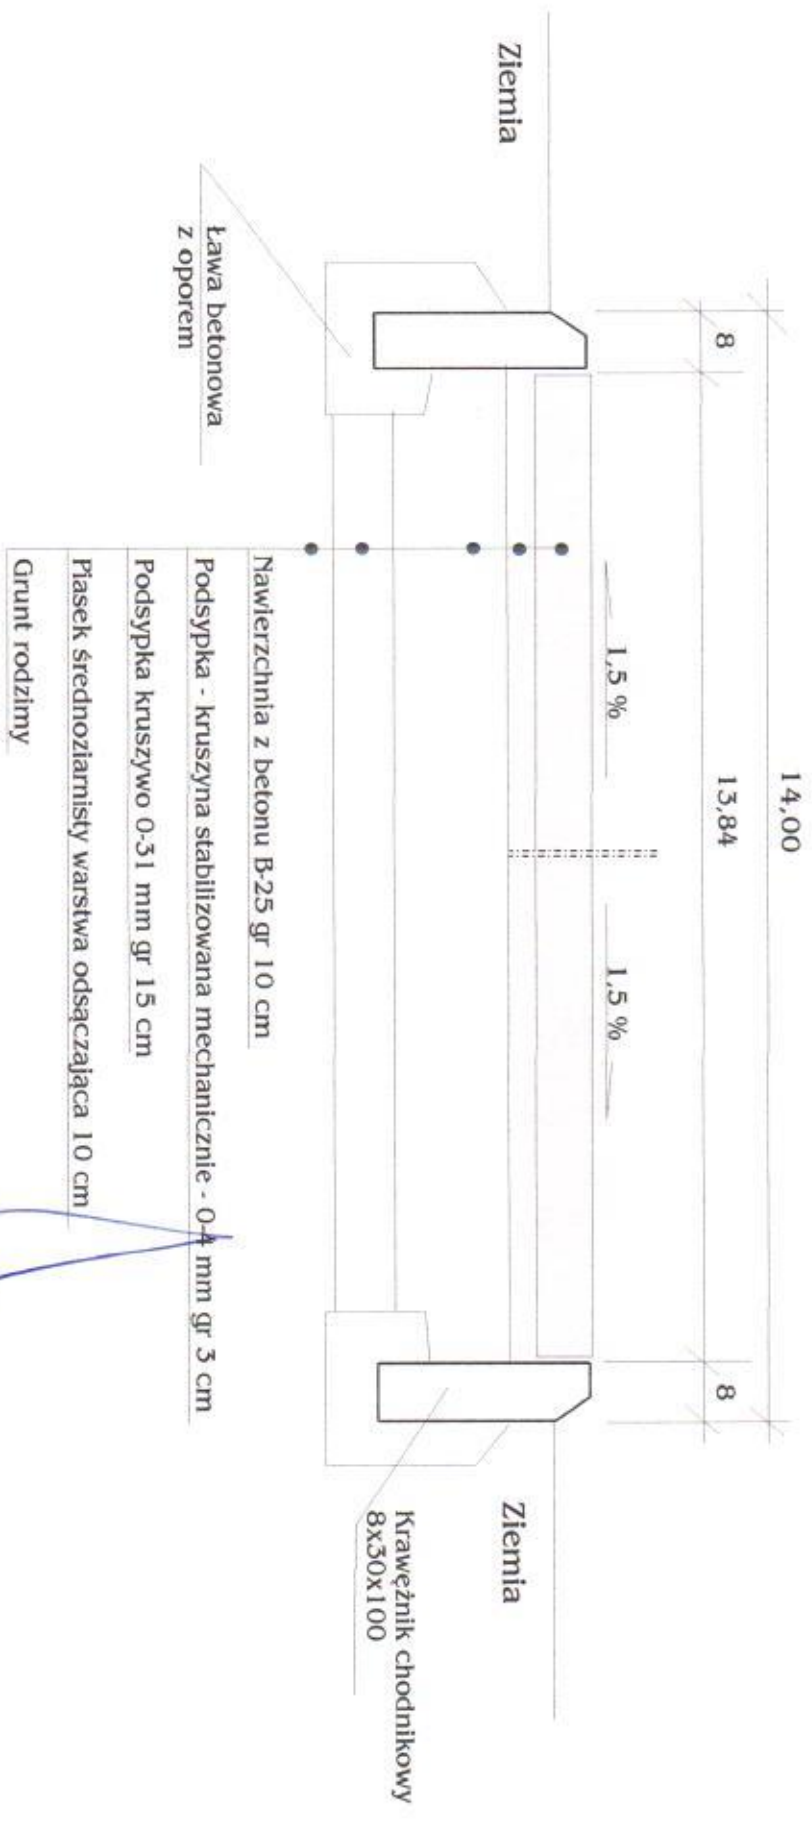 14,00
8
13,84
8
1,5 %
1,5 %
Ziemia
Ziemia
Ława betonowa
z oporem
Krawężnik chodnikowy
8x30x100
Nawierzchnia z betonu B-25 gr 10 cm
Podsypka - kruszyna stabilizowana mechanicznie - 0-4 mm gr 3 cm
Podsypka kruszywo 0-31 mm gr 15 cm
Piasek średnoziarnisty warstwa odsączająca 10 cm
Grunt rodzimy